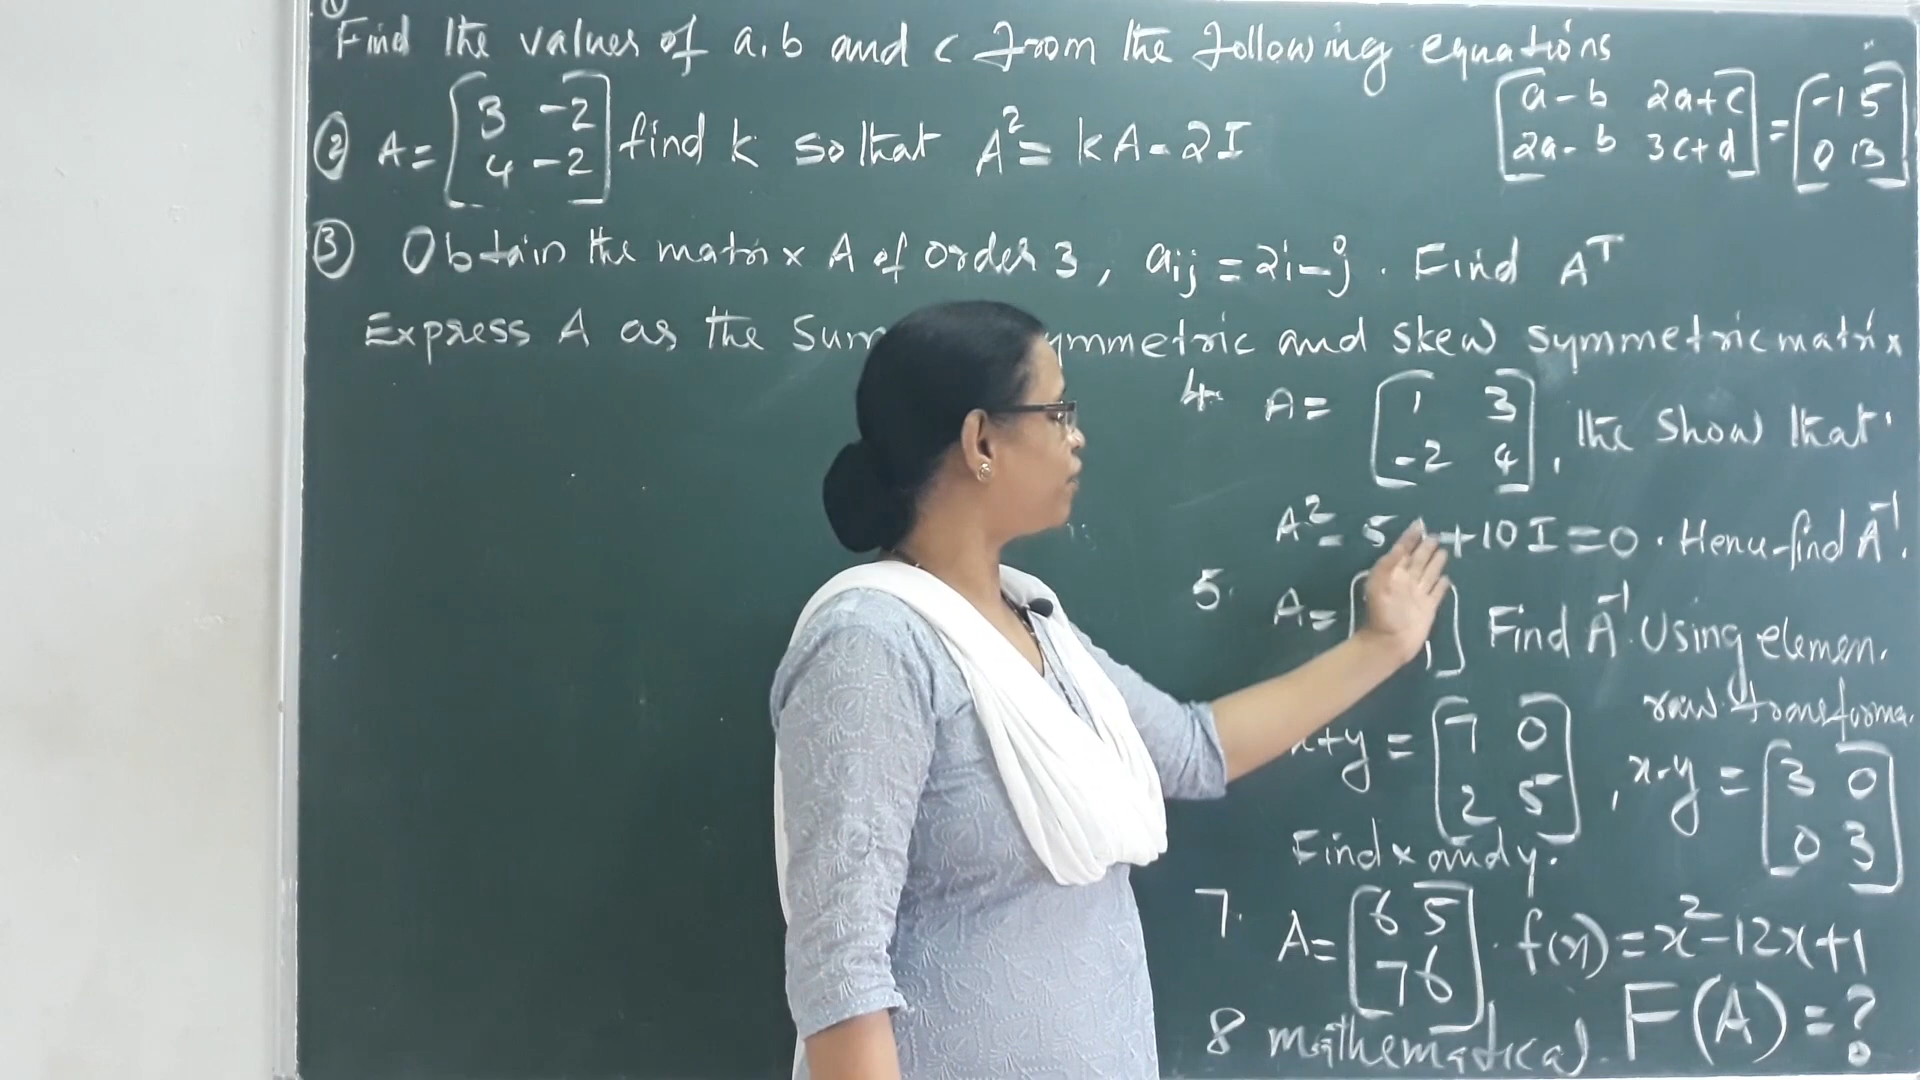 ①
Find the values of a, b and c from the following equations
[a-b 2a+c
2a-b 3c+d] = [-1 5
0 13]
② A = [3 -2
4 -2] find k so that A² = kA - 2I
③ Obtain the matrix A of order 3, aij = 2i-j. Find Aᵀ
Express A as the Sum symmetric and skew symmetric matrix
4. A = [1 3
-2 4], the show that
A² - 5 +10I = 0. Hence find A⁻¹.
5. A = [ ] Find A⁻¹ Using elemen.
row transforma.
x+y = [7 0
2 5], x-y = [3 0
0 3]
Find x and y.
7. A = [6 5
7 6]. f(x) = x²-12x+1
F(A) = ?
8 mathematical